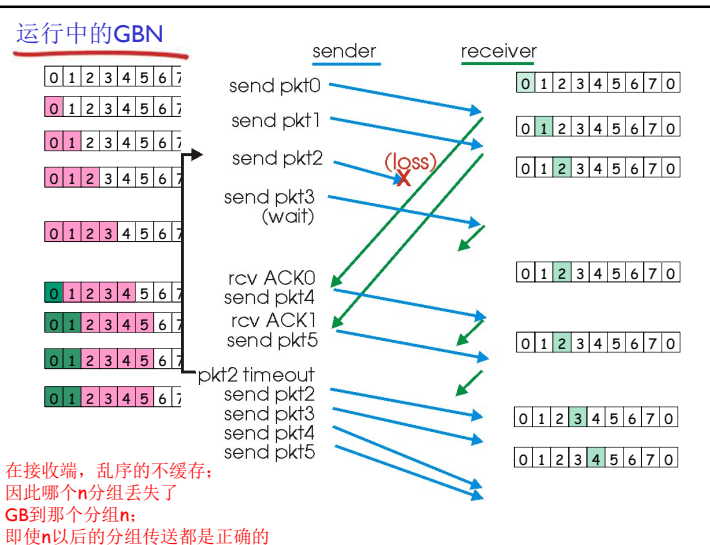 运行中的GBN
sender
receiver
0 1 2 3 4 5 6 7
0 1 2 3 4 5 6 7
0 1 2 3 4 5 6 7
0 1 2 3 4 5 6 7
0 1 2 3 4 5 6 7
0 1 2 3 4 5 6 7
0 1 2 3 4 5 6 7
0 1 2 3 4 5 6 7
0 1 2 3 4 5 6 7
send pkt0
send pkt1
send pkt2
(loss)
X
send pkt3
(wait)
rcv ACK0
send pkt4
rcv ACK1
send pkt5
pkt2 timeout
send pkt2
send pkt3
send pkt4
send pkt5
0 1 2 3 4 5 6 7 0
0 1 2 3 4 5 6 7 0
0 1 2 3 4 5 6 7 0
0 1 2 3 4 5 6 7 0
0 1 2 3 4 5 6 7 0
0 1 2 3 4 5 6 7 0
0 1 2 3 4 5 6 7 0
在接收端，乱序的不缓存；
因此哪个n分组丢失了
GB到那个分组n；
即使n以后的分组传送都是正确的